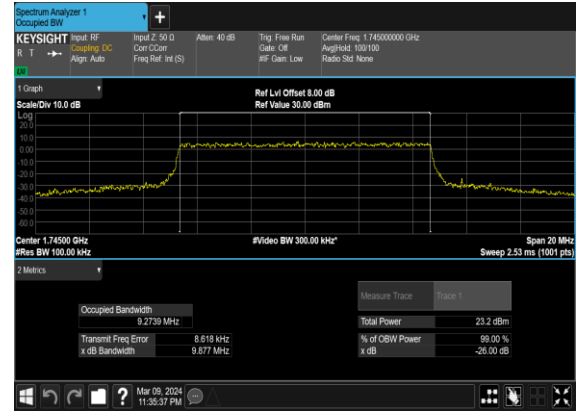 Spectrum Analyzer 1
Occupied BW
+
KEYSIGHT Input: RF Input Z: 50 Ω Atten: 40 dB Trig: Free Run Center Freq: 1.745000000 GHz
R T Coupling: DC Corr CCorr Gate: Off Avg|Hold: 100/100
Align: Auto Freq Ref: Int (S) #IF Gain: Low Radio Std: None
LV
1 Graph
Ref Lvl Offset 8.00 dB
Scale/Div 10.0 dB Ref Value 30.00 dBm
Log
20.0
10.0
0.00
-10.0
-20.0
-30.0
-40.0
-50.0
-60.0
Center 1.74500 GHz #Video BW 300.00 kHz* Span 20 MHz
#Res BW 100.00 kHz Sweep 2.53 ms (1001 pts)
2 Metrics
Measure Trace Trace 1
Occupied Bandwidth
9.2739 MHz
Total Power 23.2 dBm
Transmit Freq Error 8.618 kHz % of OBW Power 99.00 %
x dB Bandwidth 9.877 MHz x dB -26.00 dB
? Mar 09, 2024
11:35:37 PM